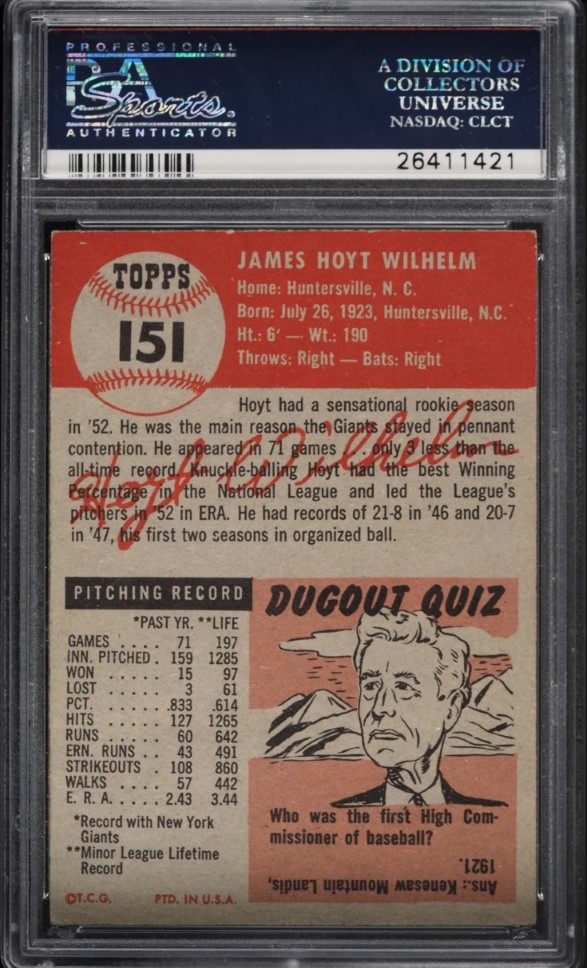 PROFESSIONAL
PSA
Sports
AUTHENTICATOR
A DIVISION OF
COLLECTORS
UNIVERSE
NASDAQ: CLCT
26411421
TOPPS
151
JAMES HOYT WILHELM
Home: Huntersville, N. C.
Born: July 26, 1923, Huntersville, N.C.
Ht.: 6' — Wt.: 190
Throws: Right — Bats: Right
Hoyt had a sensational rookie season
in '52. He was the main reason the Giants stayed in pennant
contention. He appeared in 71 games . . . only 3 less than the
all-time record. Knuckle-balling Hoyt had the best Winning
Percentage in the National League and led the League's
pitchers in '52 in ERA. He had records of 21-8 in '46 and 20-7
in '47, his first two seasons in organized ball.
Hoyt Wilhelm
PITCHING RECORD
*PAST YR. **LIFE
GAMES . . . . 71 197
INN. PITCHED . 159 1285
WON . . . . . . 15 97
LOST . . . . . . 3 61
PCT. . . . . . . .833 .614
HITS . . . . . . 127 1265
RUNS . . . . . 60 642
ERN. RUNS . . 43 491
STRIKEOUTS . 108 860
WALKS . . . . 57 442
E. R. A. . . . . . 2.43 3.44
*Record with New York
Giants
**Minor League Lifetime
Record
©T.C.G. PTD. IN U.S.A.
DUGOUT QUIZ
Who was the first High Com-
missioner of baseball?
Ans.: Kenesaw Mountain Landis,
1921.